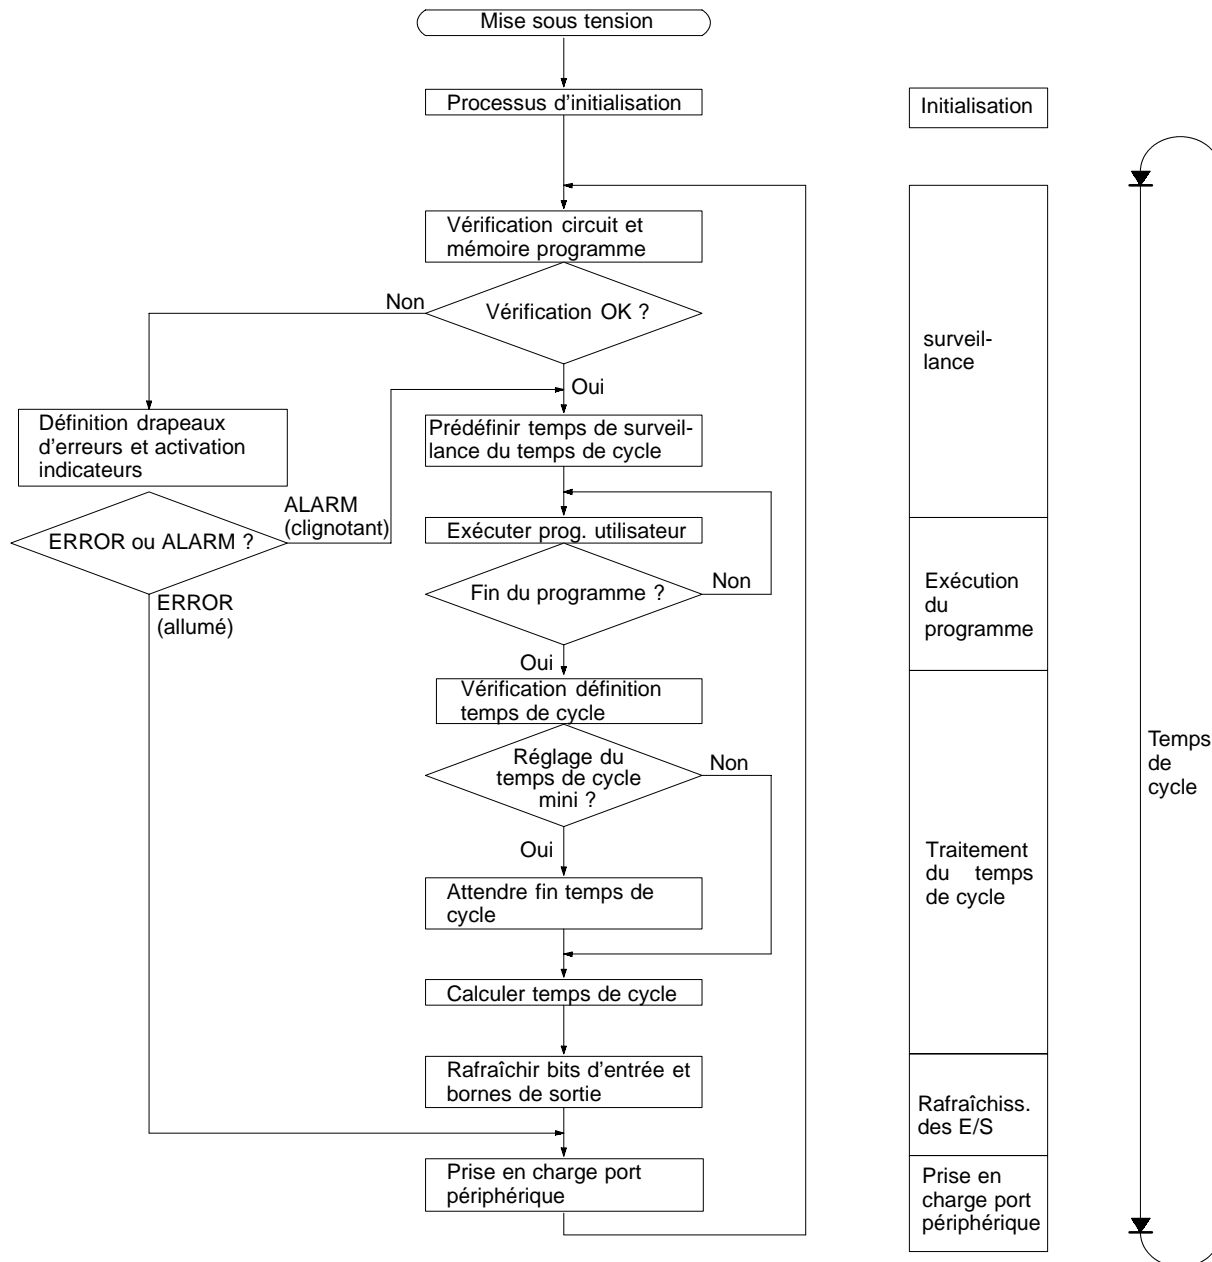 Mise sous tension
Processus d'initialisation
Initialisation
Vérification circuit et
mémoire programme
Non
Vérification OK ?
surveil-
lance
Oui
Définition drapeaux
d'erreurs et activation
indicateurs
Prédéfinir temps de surveil-
lance du temps de cycle
ALARM
(clignotant)
ERROR ou ALARM ?
Exécuter prog. utilisateur
Non
Fin du programme ?
Exécution
du
programme
ERROR
(allumé)
Oui
Vérification définition
temps de cycle
Réglage du
temps de cycle
mini ?
Non
Temps
de
cycle
Oui
Traitement
du temps
de cycle
Attendre fin temps de
cycle
Calculer temps de cycle
Rafraîchir bits d'entrée et
bornes de sortie
Rafraîchiss.
des E/S
Prise en charge port
périphérique
Prise en
charge port
périphérique